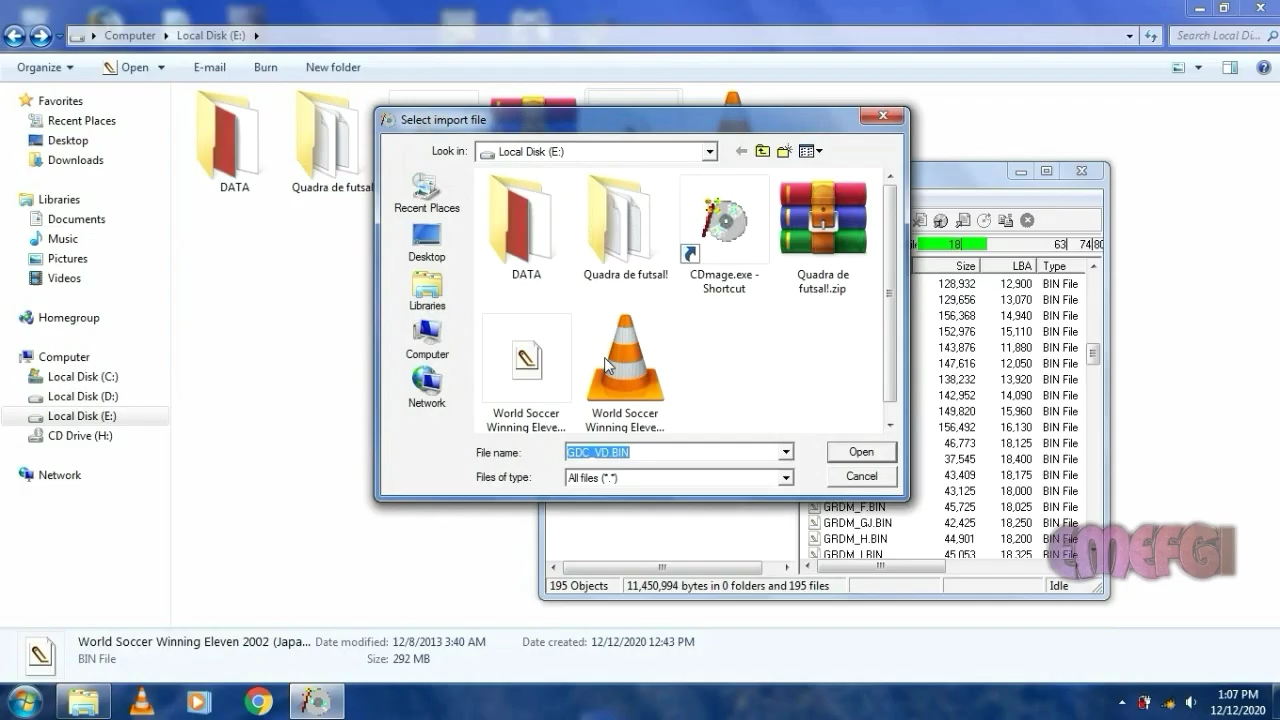 Computer
Local Disk (E:)
Search Local Di...
Organize
Open
E-mail
Burn
New folder
Favorites
Recent Places
Desktop
Downloads
Libraries
Documents
Music
Pictures
Videos
Homegroup
Computer
Local Disk (C:)
Local Disk (D:)
Local Disk (E:)
CD Drive (H:)
Network
DATA
Quadra de futsal
Select import file
Look in:
Local Disk (E:)
Recent Places
Desktop
Libraries
Computer
Network
DATA
Quadra de futsal!
CDmage.exe -
Shortcut
Quadra de
futsal!.zip
World Soccer
Winning Eleve...
World Soccer
Winning Eleve...
File name:
GDC_VD.BIN
Open
Files of type:
All files (*.*)
Cancel
18
63
74
80
Size LBA Type
128,932 12,900 BIN File
129,656 13,070 BIN File
156,368 14,940 BIN File
152,976 15,110 BIN File
143,876 11,880 BIN File
147,616 12,050 BIN File
138,232 13,920 BIN File
142,952 14,090 BIN File
149,820 15,960 BIN File
156,492 16,130 BIN File
46,773 18,125 BIN File
37,545 18,400 BIN File
43,409 18,175 BIN File
43,125 18,000 BIN File
GRDM_F.BIN 45,725 18,025 BIN File
GRDM_GJ.BIN 42,425 18,250 BIN File
GRDM_H.BIN 44,901 18,200 BIN File
GRDM_I.BIN 45,053 18,325 BIN File
195 Objects
11,450,994 bytes in 0 folders and 195 files
Idle
EMEFGI
World Soccer Winning Eleven 2002 (Japa...
Date modified: 12/8/2013 3:40 AM
Date created: 12/12/2020 12:43 PM
BIN File
Size: 292 MB
1:07 PM
12/12/2020